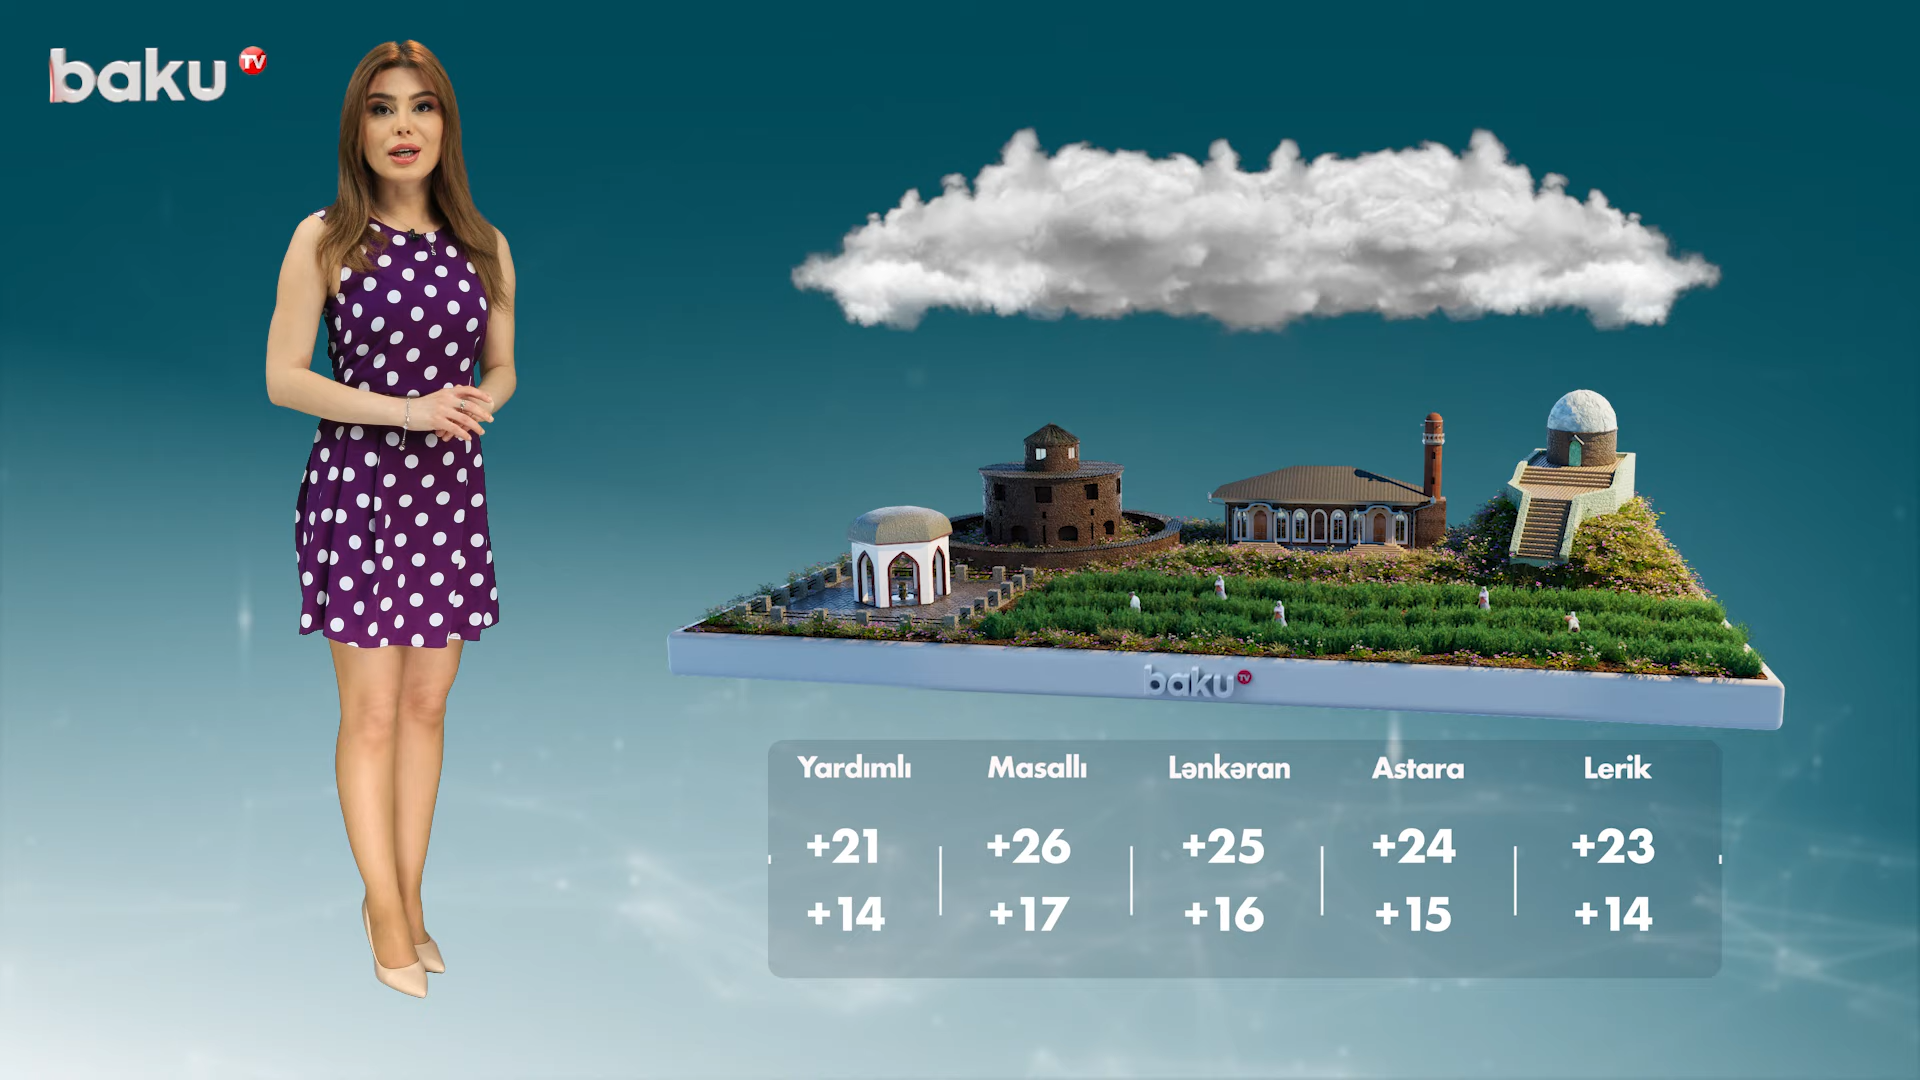 baku TV
baku TV
Yardımlı Masallı Lənkəran Astara Lerik
+21 +26 +25 +24 +23
+14 +17 +16 +15 +14